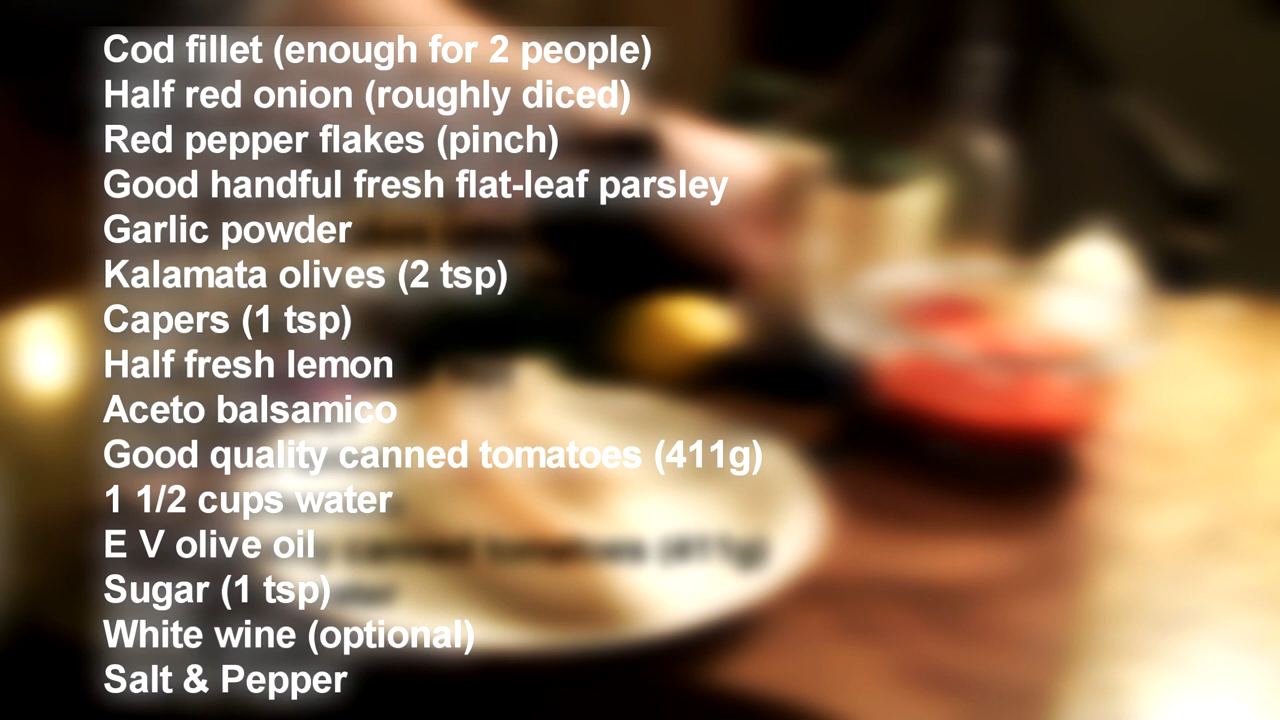 Cod fillet (enough for 2 people)
Half red onion (roughly diced)
Red pepper flakes (pinch)
Good handful fresh flat-leaf parsley
Garlic powder
Kalamata olives (2 tsp)
Capers (1 tsp)
Half fresh lemon
Aceto balsamico
Good quality canned tomatoes (411g)
1 1/2 cups water
E V olive oil
Sugar (1 tsp)
White wine (optional)
Salt & Pepper